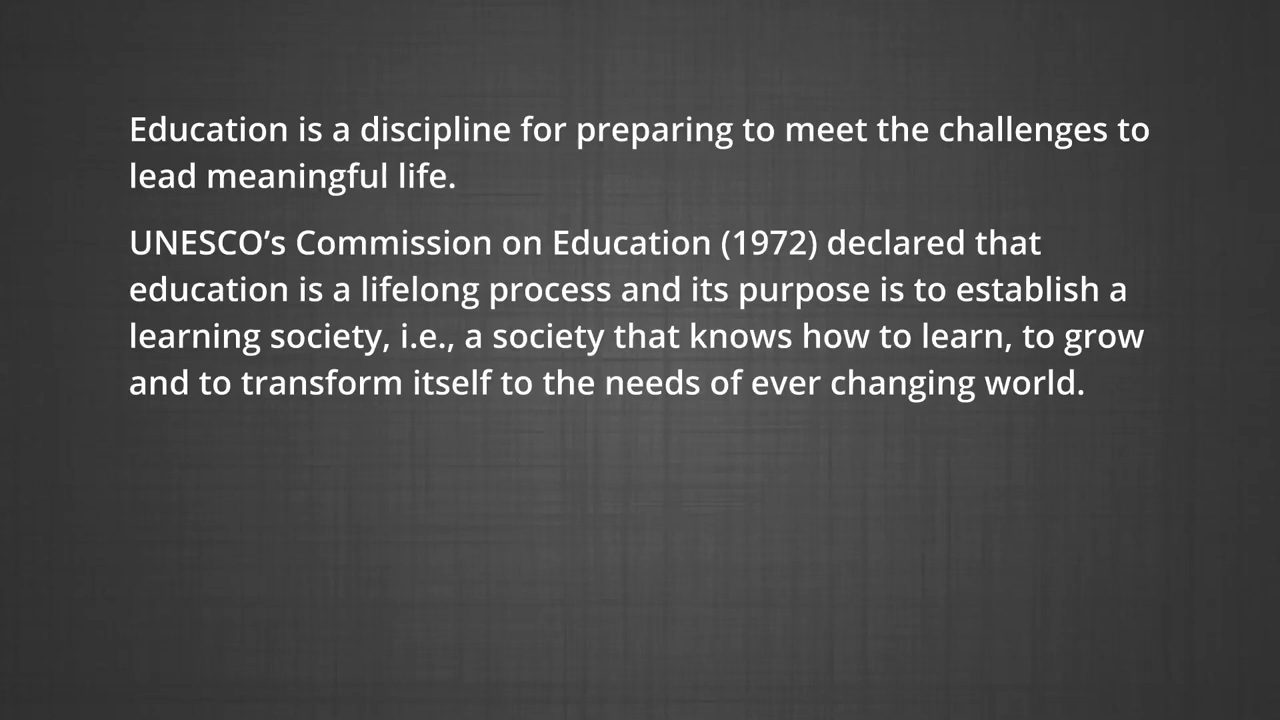 Education is a discipline for preparing to meet the challenges to
lead meaningful life.
UNESCO’s Commission on Education (1972) declared that
education is a lifelong process and its purpose is to establish a
learning society, i.e., a society that knows how to learn, to grow
and to transform itself to the needs of ever changing world.